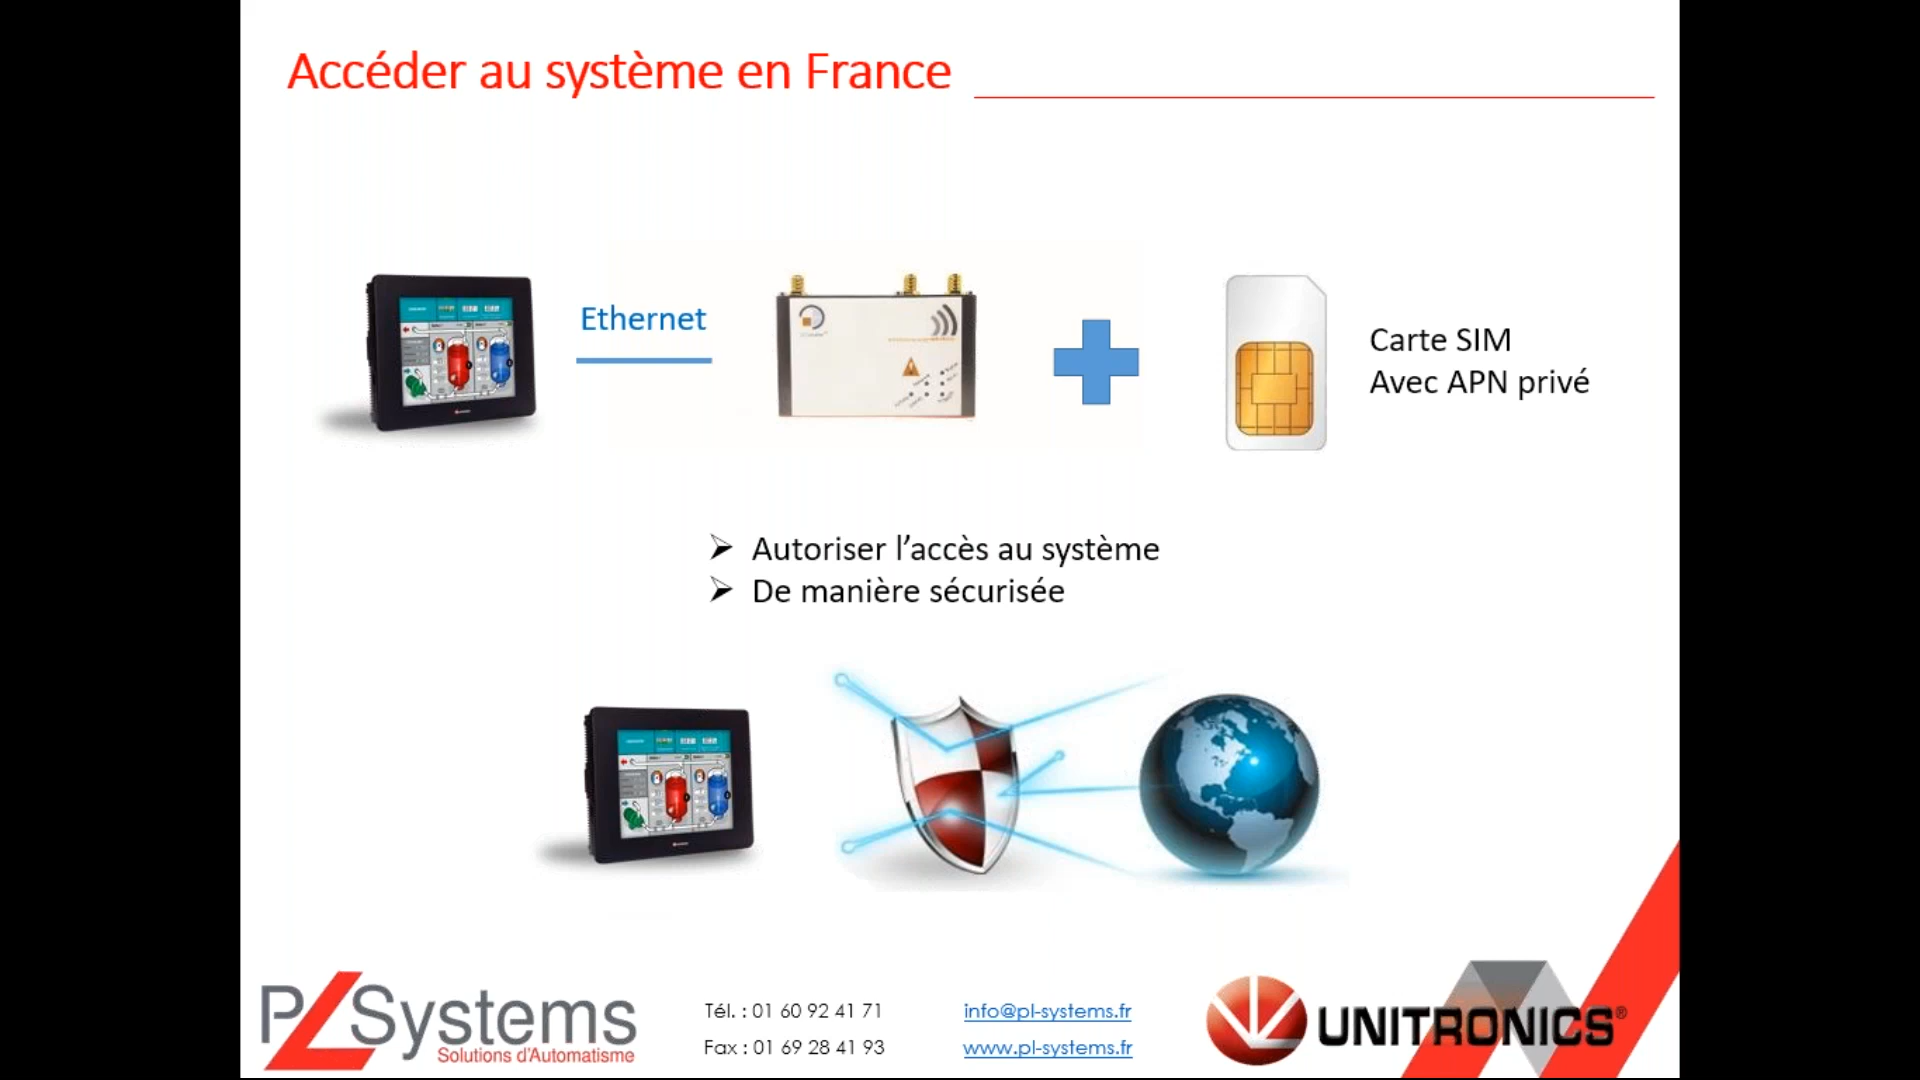 Accéder au système en France
Ethernet
Carte SIM
Avec APN privé
Autoriser l’accès au système
De manière sécurisée
PL Systems
Solutions d'Automatisme
Tél. : 01 60 92 41 71
Fax : 01 69 28 41 93
info@pl-systems.fr
www.pl-systems.fr
UNITRONICS®